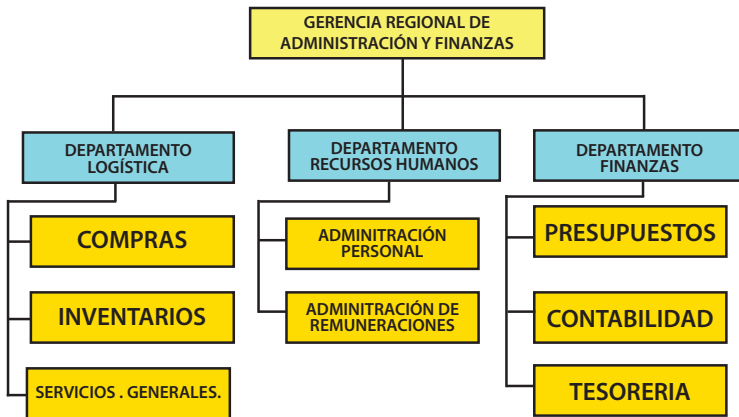 GERENCIA REGIONAL DE
ADMINISTRACIÓN Y FINANZAS
DEPARTAMENTO
LOGÍSTICA
COMPRAS
INVENTARIOS
SERVICIOS . GENERALES.
DEPARTAMENTO
RECURSOS HUMANOS
ADMINITRACIÓN
PERSONAL
ADMINITRACIÓN DE
REMUNERACIONES
DEPARTAMENTO
FINANZAS
PRESUPUESTOS
CONTABILIDAD
TESORERIA